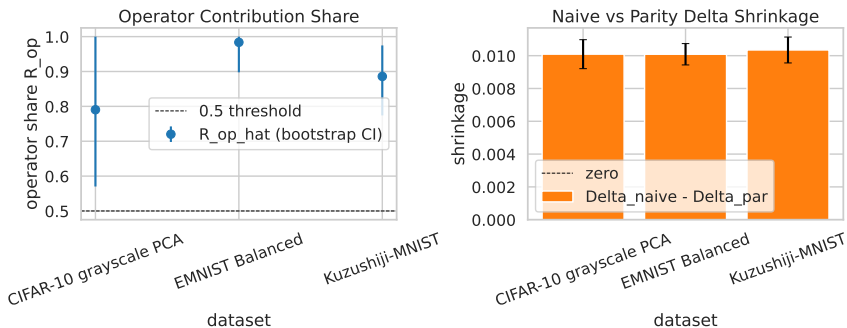 Operator Contribution Share
operator share R_op
1.0
0.9
0.8
0.7
0.6
0.5
0.5 threshold
R_op_hat (bootstrap CI)
CIFAR-10 grayscale PCA
EMNIST Balanced
Kuzushiji-MNIST
dataset
Naive vs Parity Delta Shrinkage
shrinkage
0.010
0.008
0.006
0.004
0.002
0.000
zero
Delta_naive - Delta_par
CIFAR-10 grayscale PCA
EMNIST Balanced
Kuzushiji-MNIST
dataset